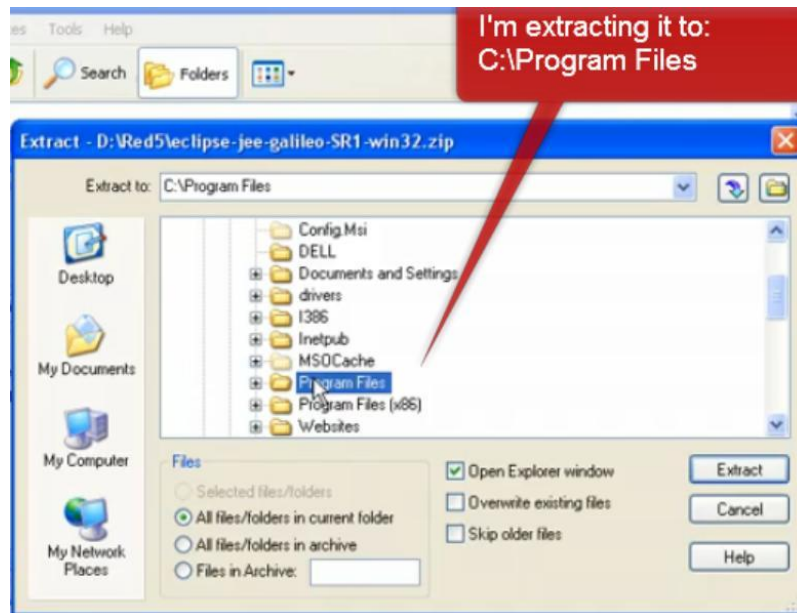 I'm extracting it to:
C:\Program Files
Tools Help
Search Folders
Extract - D:\Red5\eclipse-jee-galileo-SR1-win32.zip
Extract to: C:\Program Files
Desktop
My Documents
My Computer
My Network
Places
Config.Msi
DELL
Documents and Settings
drivers
I386
Inetpub
MSOCache
Program Files
Program Files (x86)
Websites
Files
Selected files/folders
All files/folders in current folder
All files/folders in archive
Files in Archive:
Open Explorer window
Overwrite existing files
Skip older files
Extract
Cancel
Help